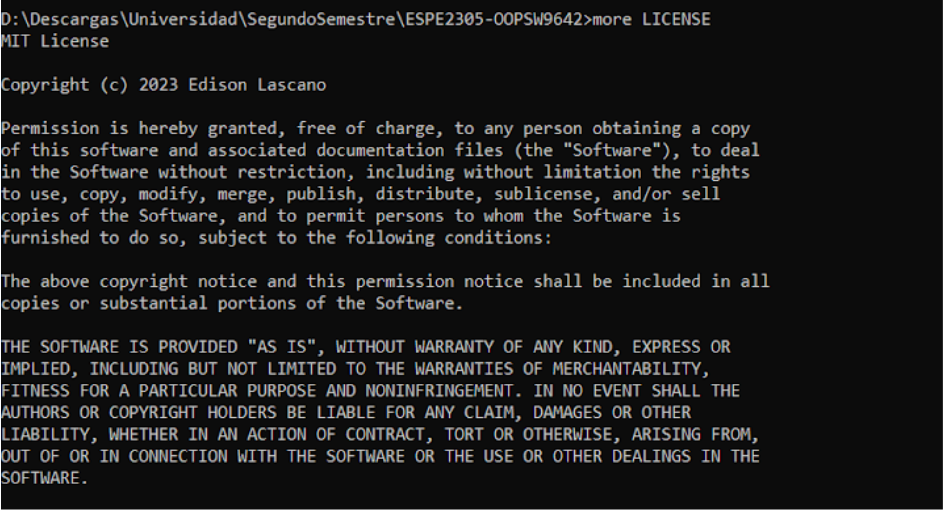 D:\Descargas\Universidad\SegundoSemestre\ESPE2305-OOPSW9642>more LICENSE
MIT License
Copyright (c) 2023 Edison Lascano
Permission is hereby granted, free of charge, to any person obtaining a copy
of this software and associated documentation files (the "Software"), to deal
in the Software without restriction, including without limitation the rights
to use, copy, modify, merge, publish, distribute, sublicense, and/or sell
copies of the Software, and to permit persons to whom the Software is
furnished to do so, subject to the following conditions:
The above copyright notice and this permission notice shall be included in all
copies or substantial portions of the Software.
THE SOFTWARE IS PROVIDED "AS IS", WITHOUT WARRANTY OF ANY KIND, EXPRESS OR
IMPLIED, INCLUDING BUT NOT LIMITED TO THE WARRANTIES OF MERCHANTABILITY,
FITNESS FOR A PARTICULAR PURPOSE AND NONINFRINGEMENT. IN NO EVENT SHALL THE
AUTHORS OR COPYRIGHT HOLDERS BE LIABLE FOR ANY CLAIM, DAMAGES OR OTHER
LIABILITY, WHETHER IN AN ACTION OF CONTRACT, TORT OR OTHERWISE, ARISING FROM,
OUT OF OR IN CONNECTION WITH THE SOFTWARE OR THE USE OR OTHER DEALINGS IN THE
SOFTWARE.